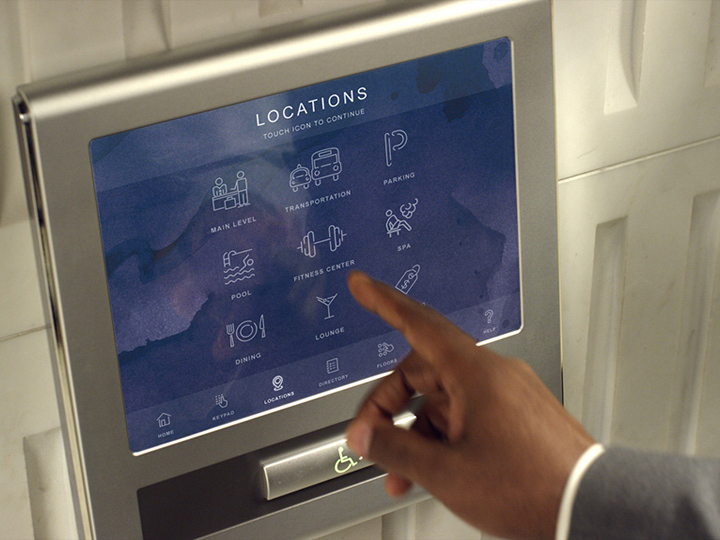 LOCATIONS
TOUCH ICON TO CONTINUE
MAIN LEVEL
TRANSPORTATION
PARKING
POOL
FITNESS CENTER
SPA
DINING
LOUNGE
HOME
KEYPAD
LOCATIONS
DIRECTORY
FLOORS
HELP